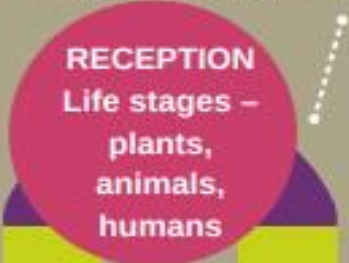 RECEPTION
Life stages –
plants,
animals,
humans